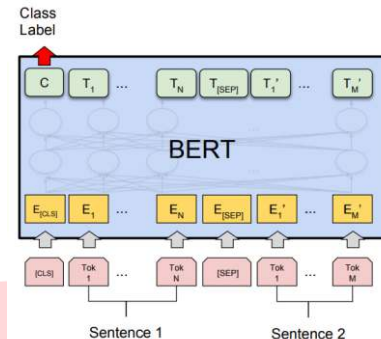 Class
Label
C T1 ... TN T[SEP] T1' ... TM'
BERT
E[CLS] E1 ... EN E[SEP] E1' ... EM'
[CLS] Tok 1 ... Tok N [SEP] Tok 1 ... Tok M
Sentence 1 Sentence 2